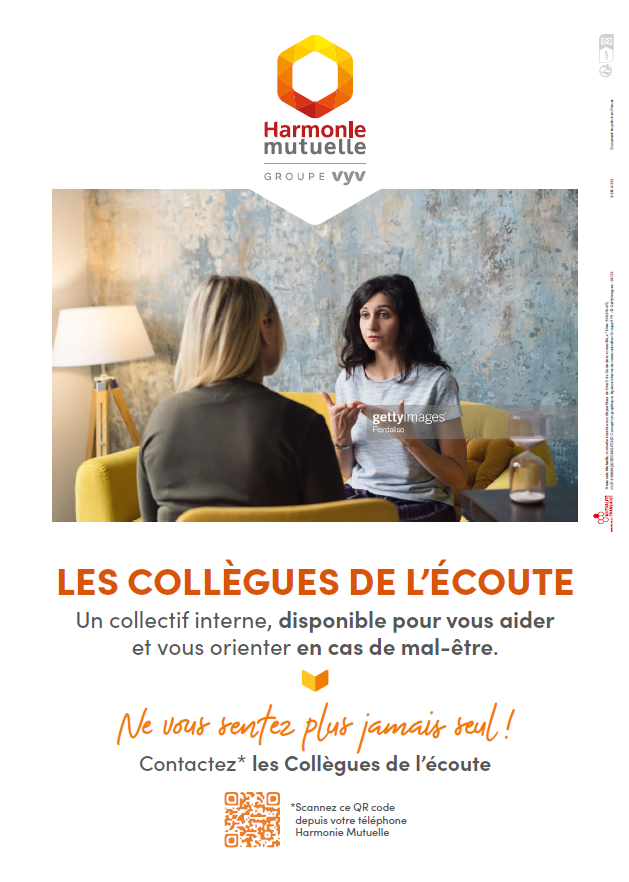 Harmonie
mutuelle
GROUPE vyv
gettyimages
Flordaliso
LES COLLÈGUES DE L'ÉCOUTE
Un collectif interne, disponible pour vous aider
et vous orienter en cas de mal-être.
Ne vous sentez plus jamais seul !
Contactez* les Collègues de l'écoute
*Scannez ce QR code
depuis votre téléphone
Harmonie Mutuelle